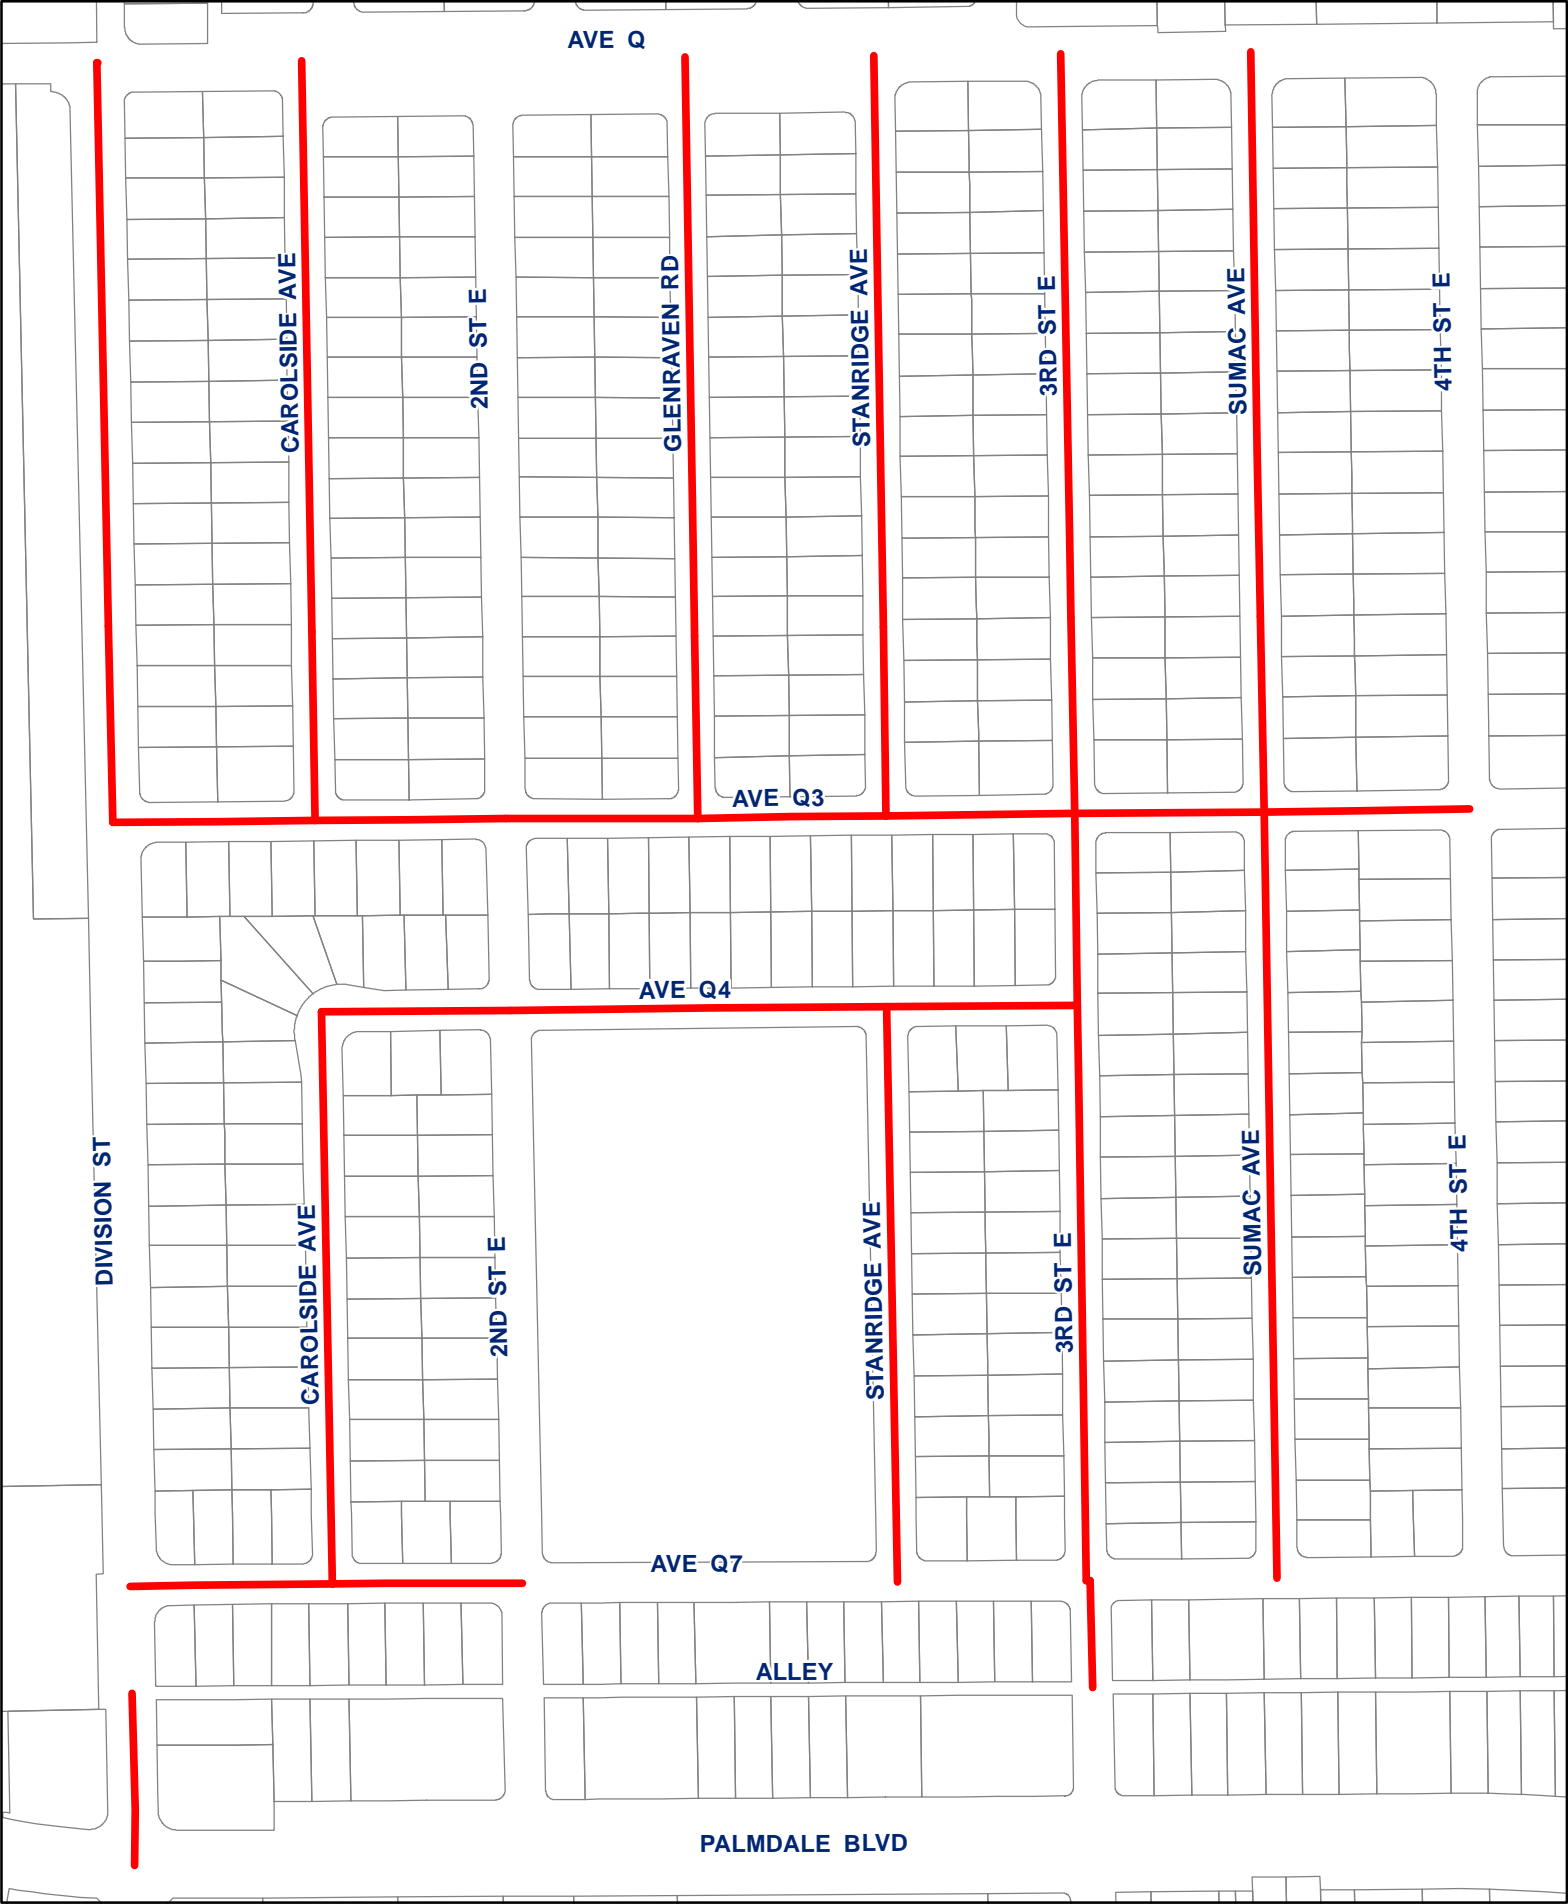 AVE Q
CAROLSIDE AVE
2ND ST E
GLENRAVEN RD
STANRIDGE AVE
3RD ST E
SUMAC AVE
4TH ST E
AVE Q3
AVE Q4
DIVISION ST
CAROLSIDE AVE
2ND ST E
STANRIDGE AVE
3RD ST E
SUMAC AVE
4TH ST E
AVE Q7
ALLEY
PALMDALE BLVD